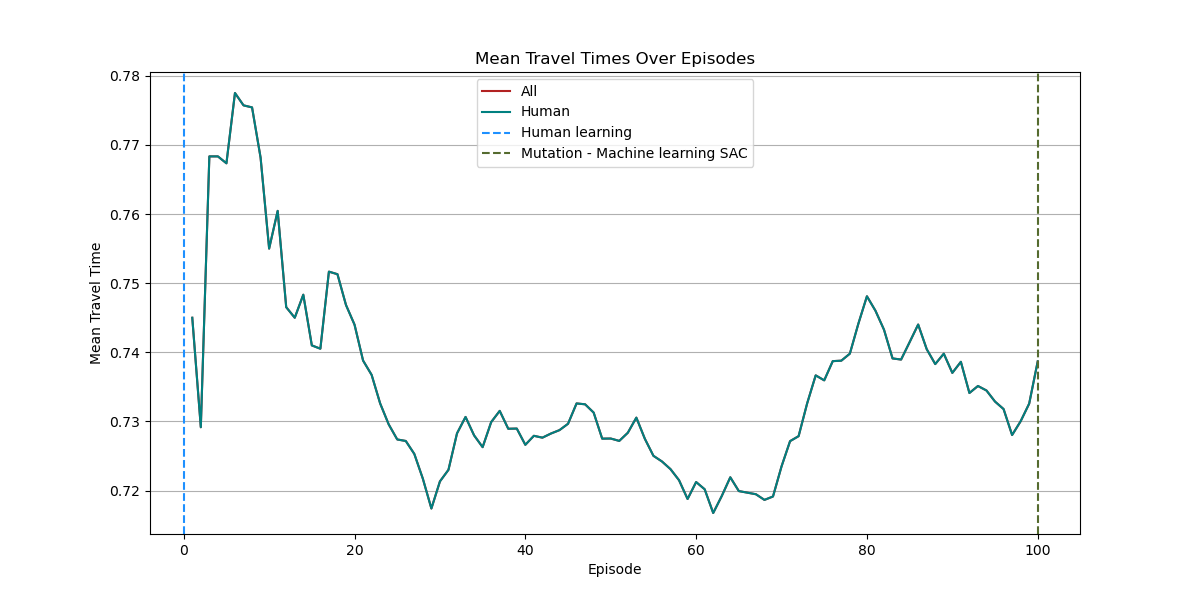 Mean Travel Times Over Episodes
All
Human
Human learning
Mutation - Machine learning SAC
Mean Travel Time
0.78
0.77
0.76
0.75
0.74
0.73
0.72
0 20 40 60 80 100
Episode